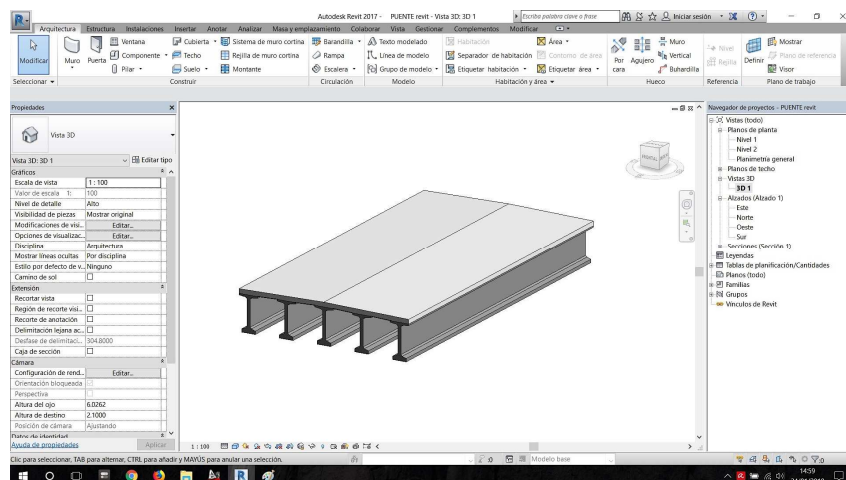 Autodesk Revit 2017 - PUENTE revit - Vista 3D: 3D 1
Escriba palabra clave o frase
Iniciar sesión
Arquitectura Estructura Instalaciones Insertar Anotar Analizar Masa y emplazamiento Colaborar Vista Gestionar Complementos Modificar
Modificar
Muro
Puerta
Ventana
Componente
Pilar
Cubierta
Techo
Suelo
Sistema de muro cortina
Rejilla de muro cortina
Montante
Barandilla
Rampa
Escalera
Texto modelado
Línea de modelo
Grupo de modelo
Habitación
Separador de habitación
Etiquetar habitación
Área
Contorno de área
Etiquetar área
Por cara
Agujero
Muro
Vertical
Buhardilla
Nivel
Rejilla
Definir
Mostrar
Plano de referencia
Visor
Seleccionar Construir Circulación Modelo Habitación y área Hueco Referencia Plano de trabajo
Propiedades
Vista 3D
Vista 3D: 3D 1 Editar tipo
Gráficos
Escala de vista 1 : 100
Valor de escala 1: 100
Nivel de detalle Alto
Visibilidad de piezas Mostrar original
Modificaciones de visi... Editar...
Opciones de visualizac... Editar...
Disciplina Arquitectura
Mostrar líneas ocultas Por disciplina
Estilo por defecto de v... Ninguno
Camino de sol
Extensión
Recortar vista
Región de recorte visi...
Recorte de anotación
Delimitación lejana ac...
Desfase de delimitaci... 304.8000
Caja de sección
Cámara
Configuración de rend... Editar...
Orientación bloqueada
Perspectiva
Altura del ojo 6.0262
Altura de destino 2.1000
Posición de cámara Ajustando
Datos de identidad
Ayuda de propiedades Aplicar
1 : 100
Navegador de proyectos - PUENTE revit
Vistas (todo)
Planos de planta
Nivel 1
Nivel 2
Planimetría general
Planos de techo
Vistas 3D
3D 1
Alzados (Alzado 1)
Este
Norte
Oeste
Sur
Secciones (Sección 1)
Leyendas
Tablas de planificación/Cantidades
Planos (todo)
Familias
Grupos
Vínculos de Revit
Clic para seleccionar, TAB para alternar, CTRL para añadir y MAYÚS para anular una selección.
:0
Modelo base
:0
14:59